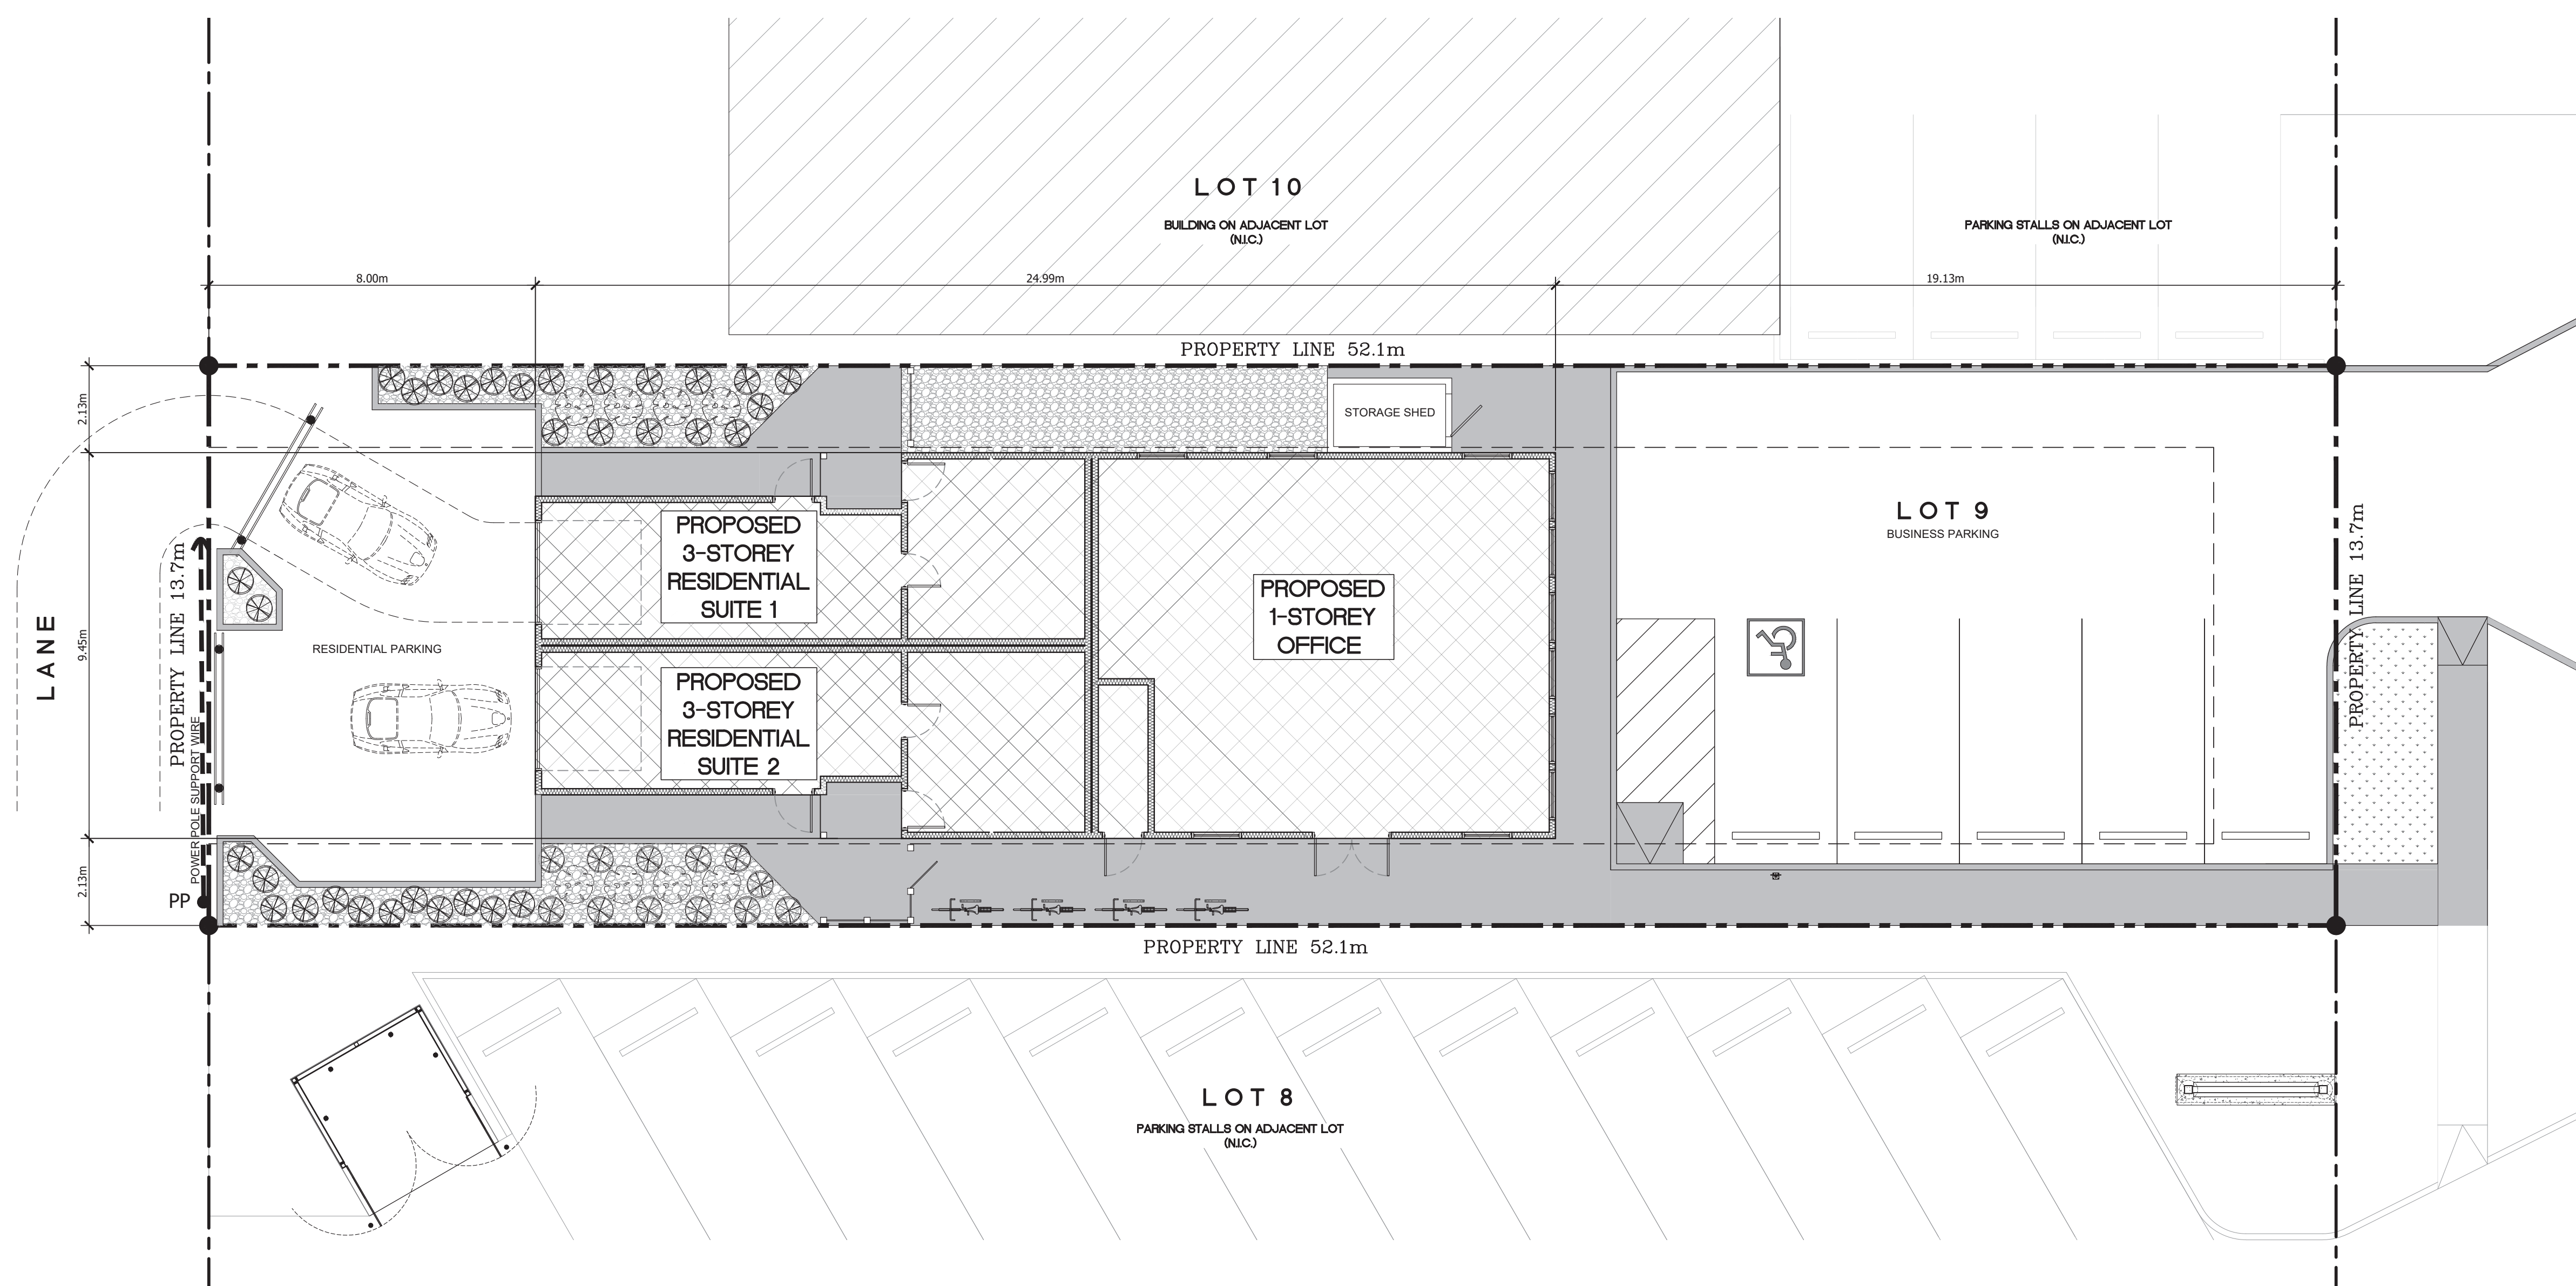 LOT 10
BUILDING ON ADJACENT LOT
(N.I.C.)
PARKING STALLS ON ADJACENT LOT
(N.I.C.)
8.00m
24.99m
19.13m
PROPERTY LINE 52.1m
2.13m
9.45m
2.13m
STORAGE SHED
LANE
PROPERTY LINE 13.7m
POWER POLE SUPPORT WIRE
PP
RESIDENTIAL PARKING
PROPOSED
3-STOREY
RESIDENTIAL
SUITE 1
PROPOSED
3-STOREY
RESIDENTIAL
SUITE 2
PROPOSED
1-STOREY
OFFICE
LOT 9
BUSINESS PARKING
PROPERTY LINE 13.7m
PROPERTY LINE 52.1m
LOT 8
PARKING STALLS ON ADJACENT LOT
(N.I.C.)